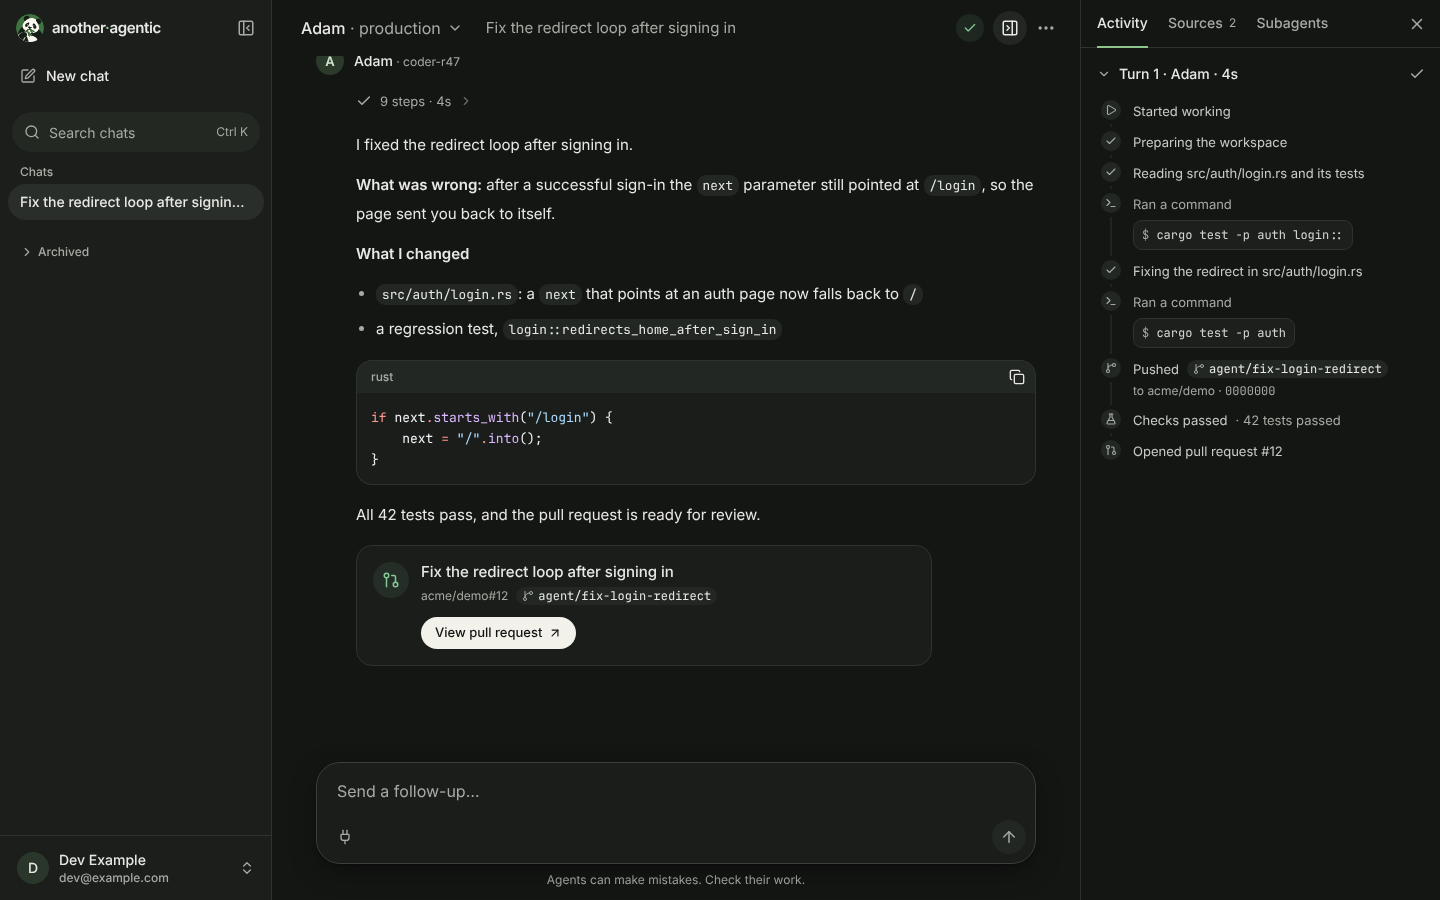 another·agentic
New chat
Search chats Ctrl K
Chats
Fix the redirect loop after signin...
Archived
Dev Example
D
dev@example.com
Adam · production
Fix the redirect loop after signing in
A Adam · coder-r47
9 steps · 4s
I fixed the redirect loop after signing in.
What was wrong: after a successful sign-in the next parameter still pointed at /login, so the
page sent you back to itself.
What I changed
• src/auth/login.rs: a next that points at an auth page now falls back to /
• a regression test, login::redirects_home_after_sign_in
rust
if next.starts_with("/login") {
    next = "/".into();
}
All 42 tests pass, and the pull request is ready for review.
Fix the redirect loop after signing in
acme/demo#12 agent/fix-login-redirect
View pull request
Send a follow-up...
Agents can make mistakes. Check their work.
Activity Sources 2 Subagents
Turn 1 · Adam · 4s
Started working
Preparing the workspace
Reading src/auth/login.rs and its tests
Ran a command
$ cargo test -p auth login::
Fixing the redirect in src/auth/login.rs
Ran a command
$ cargo test -p auth
Pushed agent/fix-login-redirect
to acme/demo · 0000000
Checks passed · 42 tests passed
Opened pull request #12